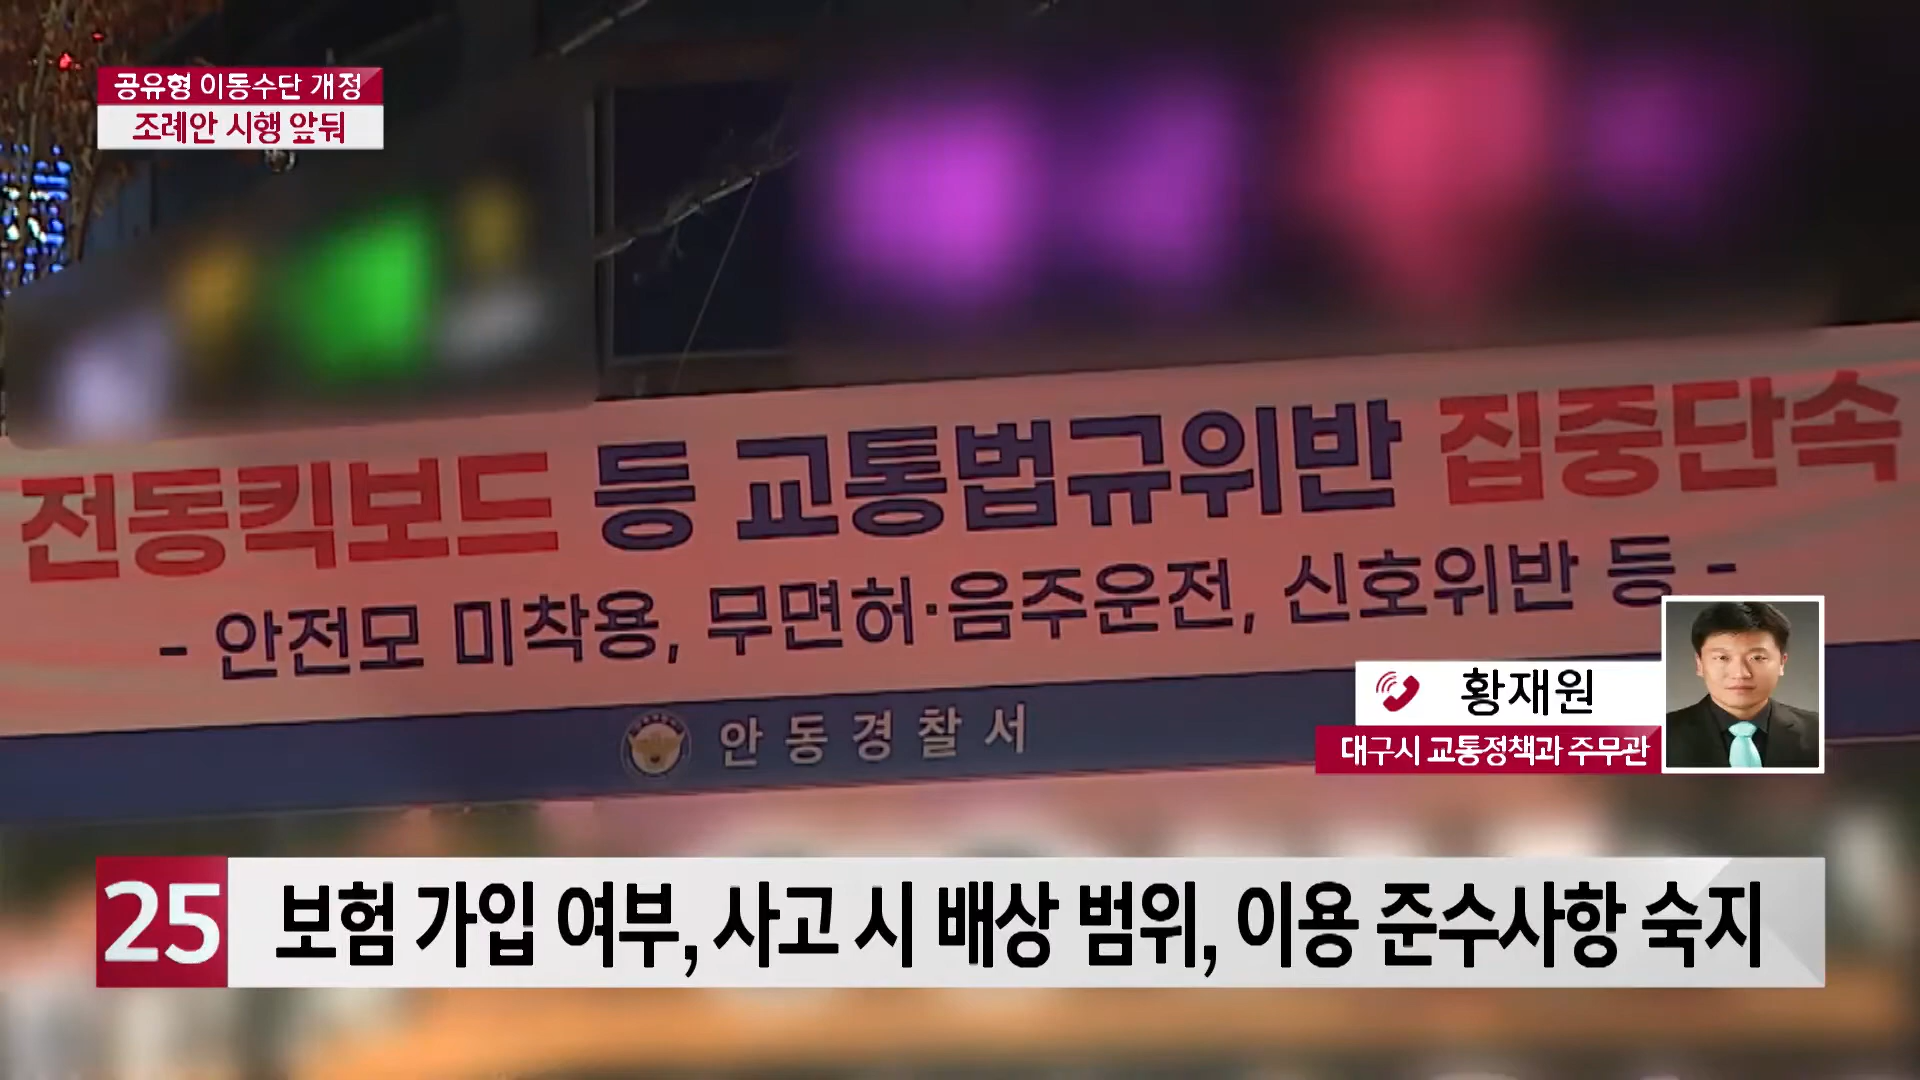 공유형 이동수단 개정
조례안 시행 앞둬
전동킥보드 등 교통법규위반 집중단속
- 안전모 미착용, 무면허·음주운전, 신호위반 등 -
안동경찰서
황재원
대구시 교통정책과 주무관
25 보험 가입 여부, 사고 시 배상 범위, 이용 준수사항 숙지